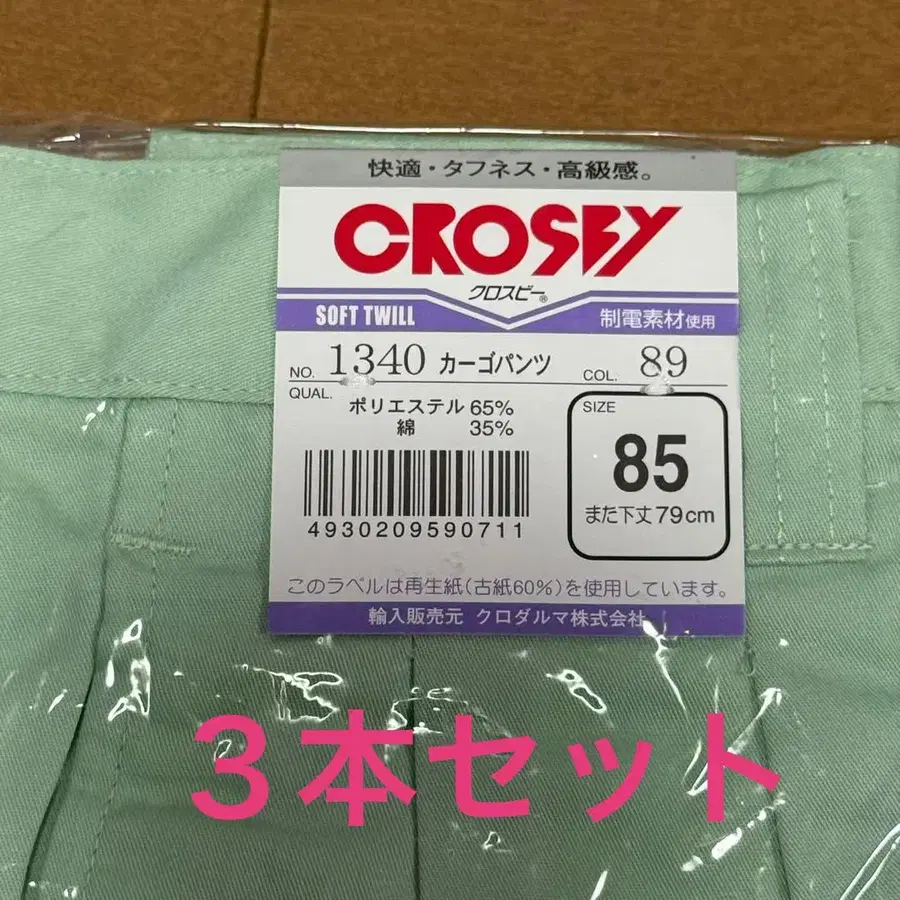 快適・タフネス・高級感。
CROSBY
クロスビー®
SOFT TWILL 制電素材使用
NO. 1340 カーゴパンツ COL. 89
QUAL.
ポリエステル 65%
綿 35%
SIZE
85
また下丈79cm
4930209590711
このラベルは再生紙(古紙60%)を使用しています。
輸入販売元 クロダルマ株式会社
３本セット